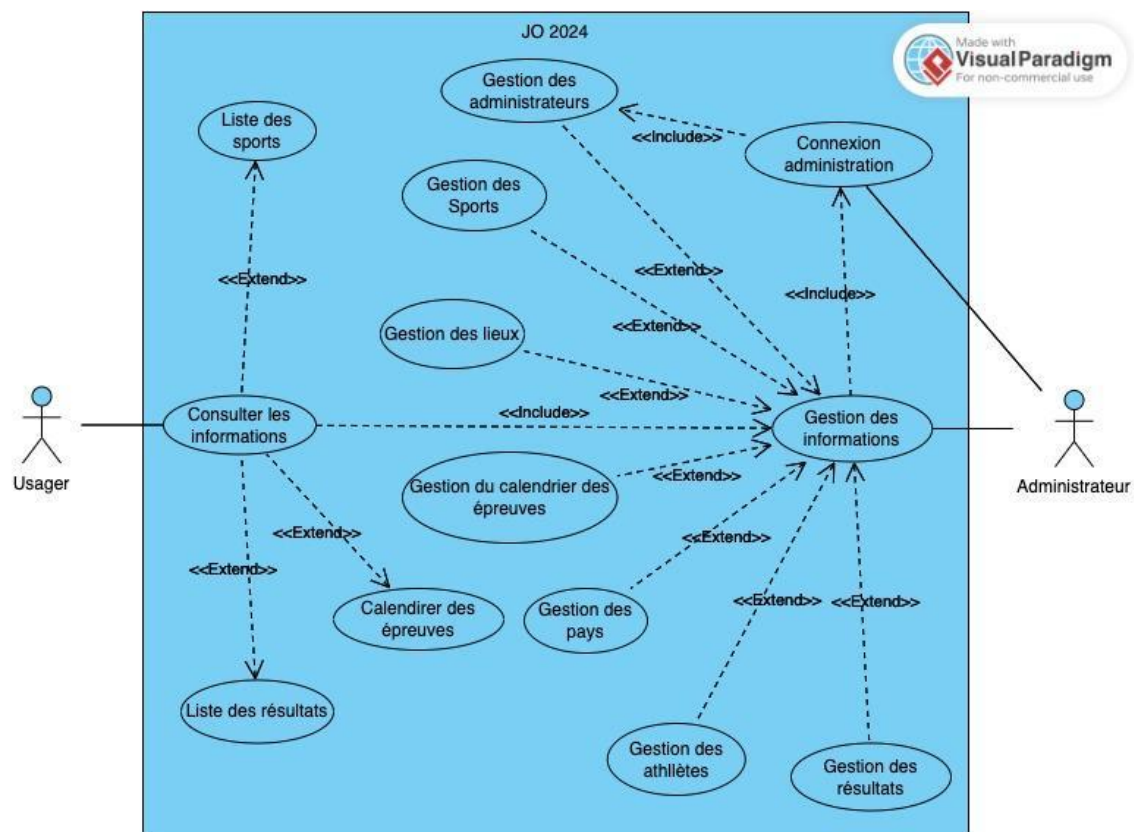 JO 2024
Made with
Visual Paradigm
For non-commercial use
Gestion des
administrateurs
Liste des
sports
<<Include>>
Connexion
administration
Gestion des
Sports
<<Extend>>
<<Extend>>
<<Include>>
<<Extend>>
Gestion des lieux
<<Extend>>
Consulter les
informations
<<Include>>
Gestion des
informations
Usager
Administrateur
Gestion du calendrier des
épreuves
<<Extend>>
<<Extend>>
<<Extend>>
<<Extend>>
<<Extend>>
<<Extend>>
Calendirer des
épreuves
Gestion des
pays
Liste des résultats
Gestion des
athllètes
Gestion des
résultats